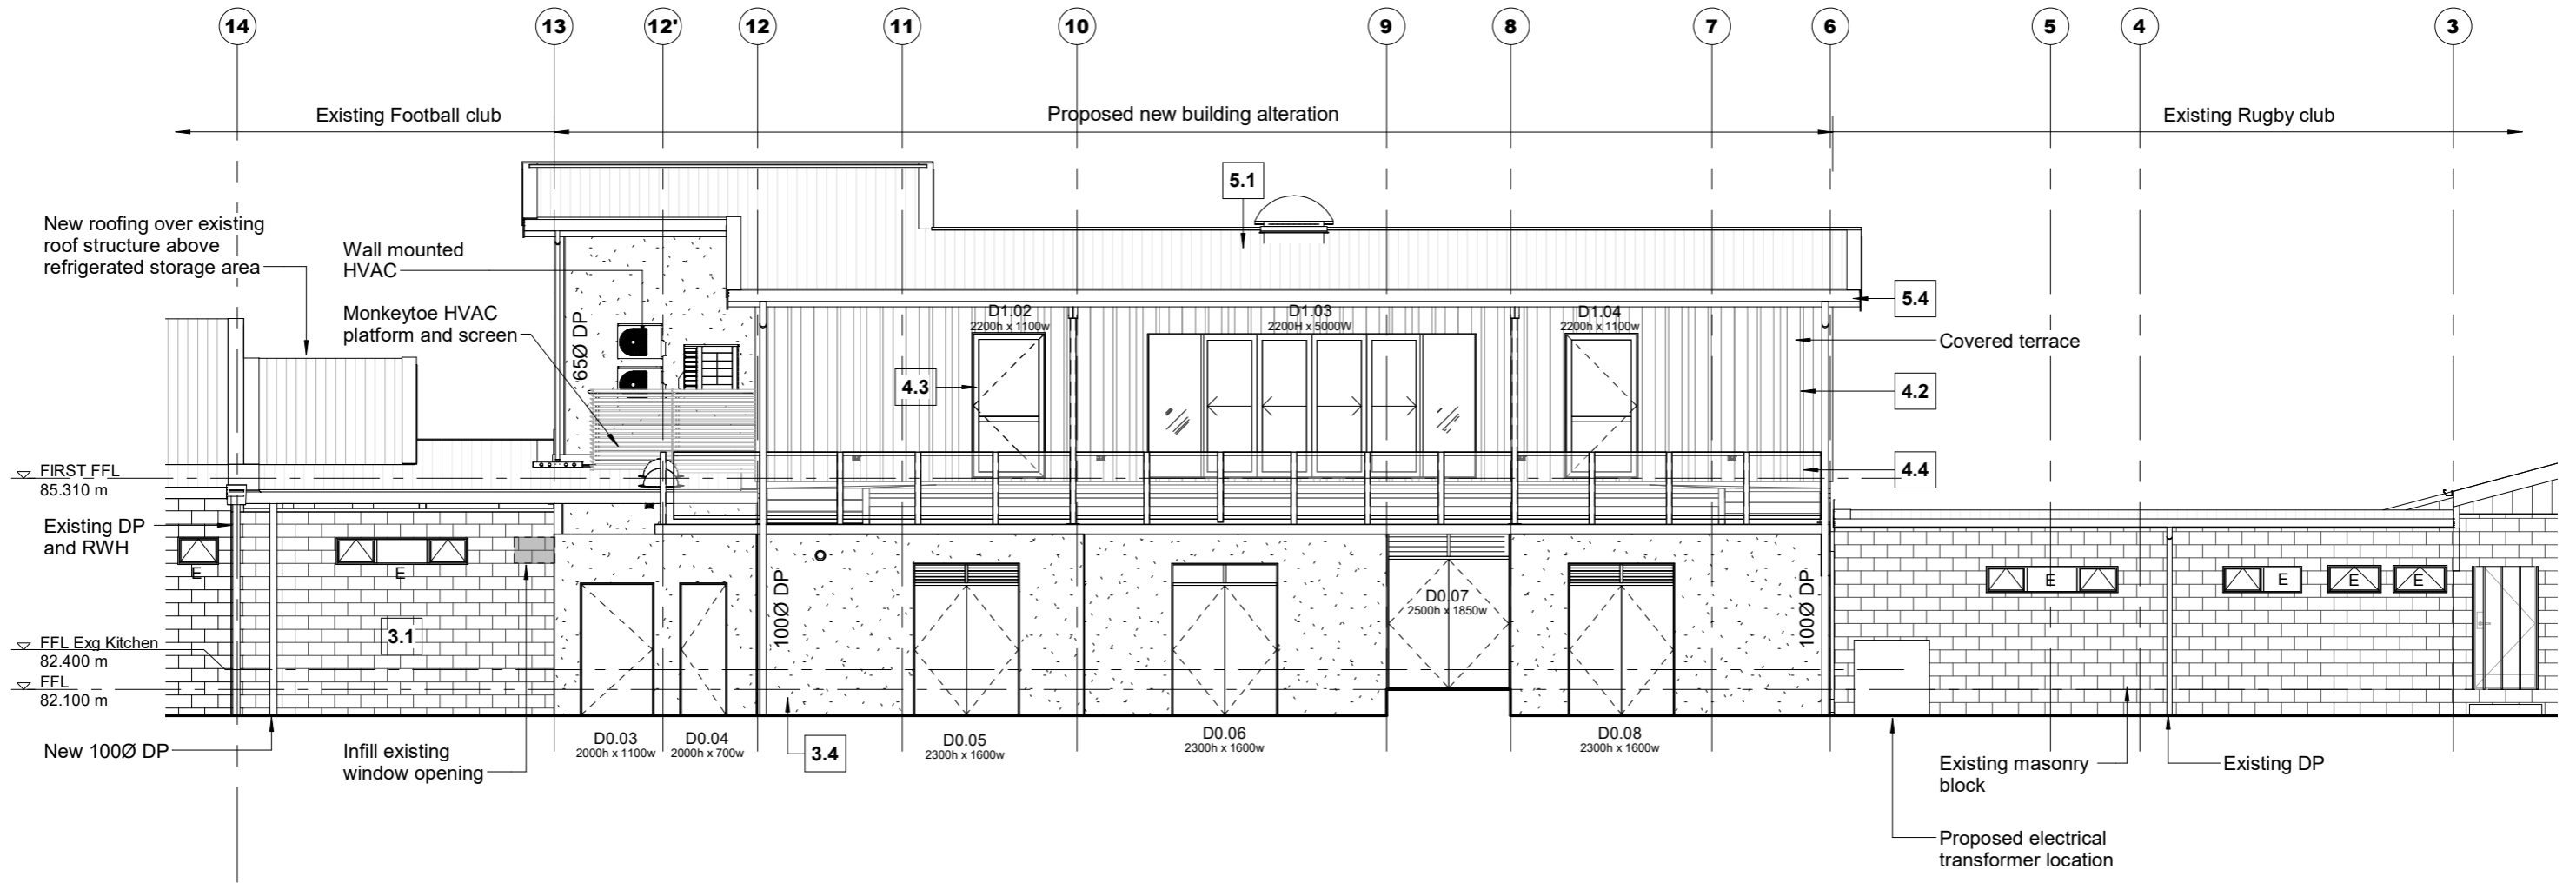 14
13
12'
12
11
10
9
8
7
6
5
4
3
Existing Football club
Proposed new building alteration
Existing Rugby club
5.1
New roofing over existing
roof structure above
refrigerated storage area
Wall mounted
HVAC
Monkeytoe HVAC
platform and screen
65Ø DP
D1.02
2200h x 1100w
D1.03
2200H x 5000W
D1.04
2200h x 1100w
5.4
Covered terrace
4.3
4.2
4.4
FIRST FFL
85.310 m
Existing DP
and RWH
E
E
3.1
FFL Exg Kitchen
82.400 m
FFL
82.100 m
100Ø DP
D0.07
2500h x 1850w
100Ø DP
E
E
E
E
New 100Ø DP
Infill existing
window opening
D0.03
2000h x 1100w
D0.04
2000h x 700w
3.4
D0.05
2300h x 1600w
D0.06
2300h x 1600w
D0.08
2300h x 1600w
Existing masonry
block
Existing DP
Proposed electrical
transformer location